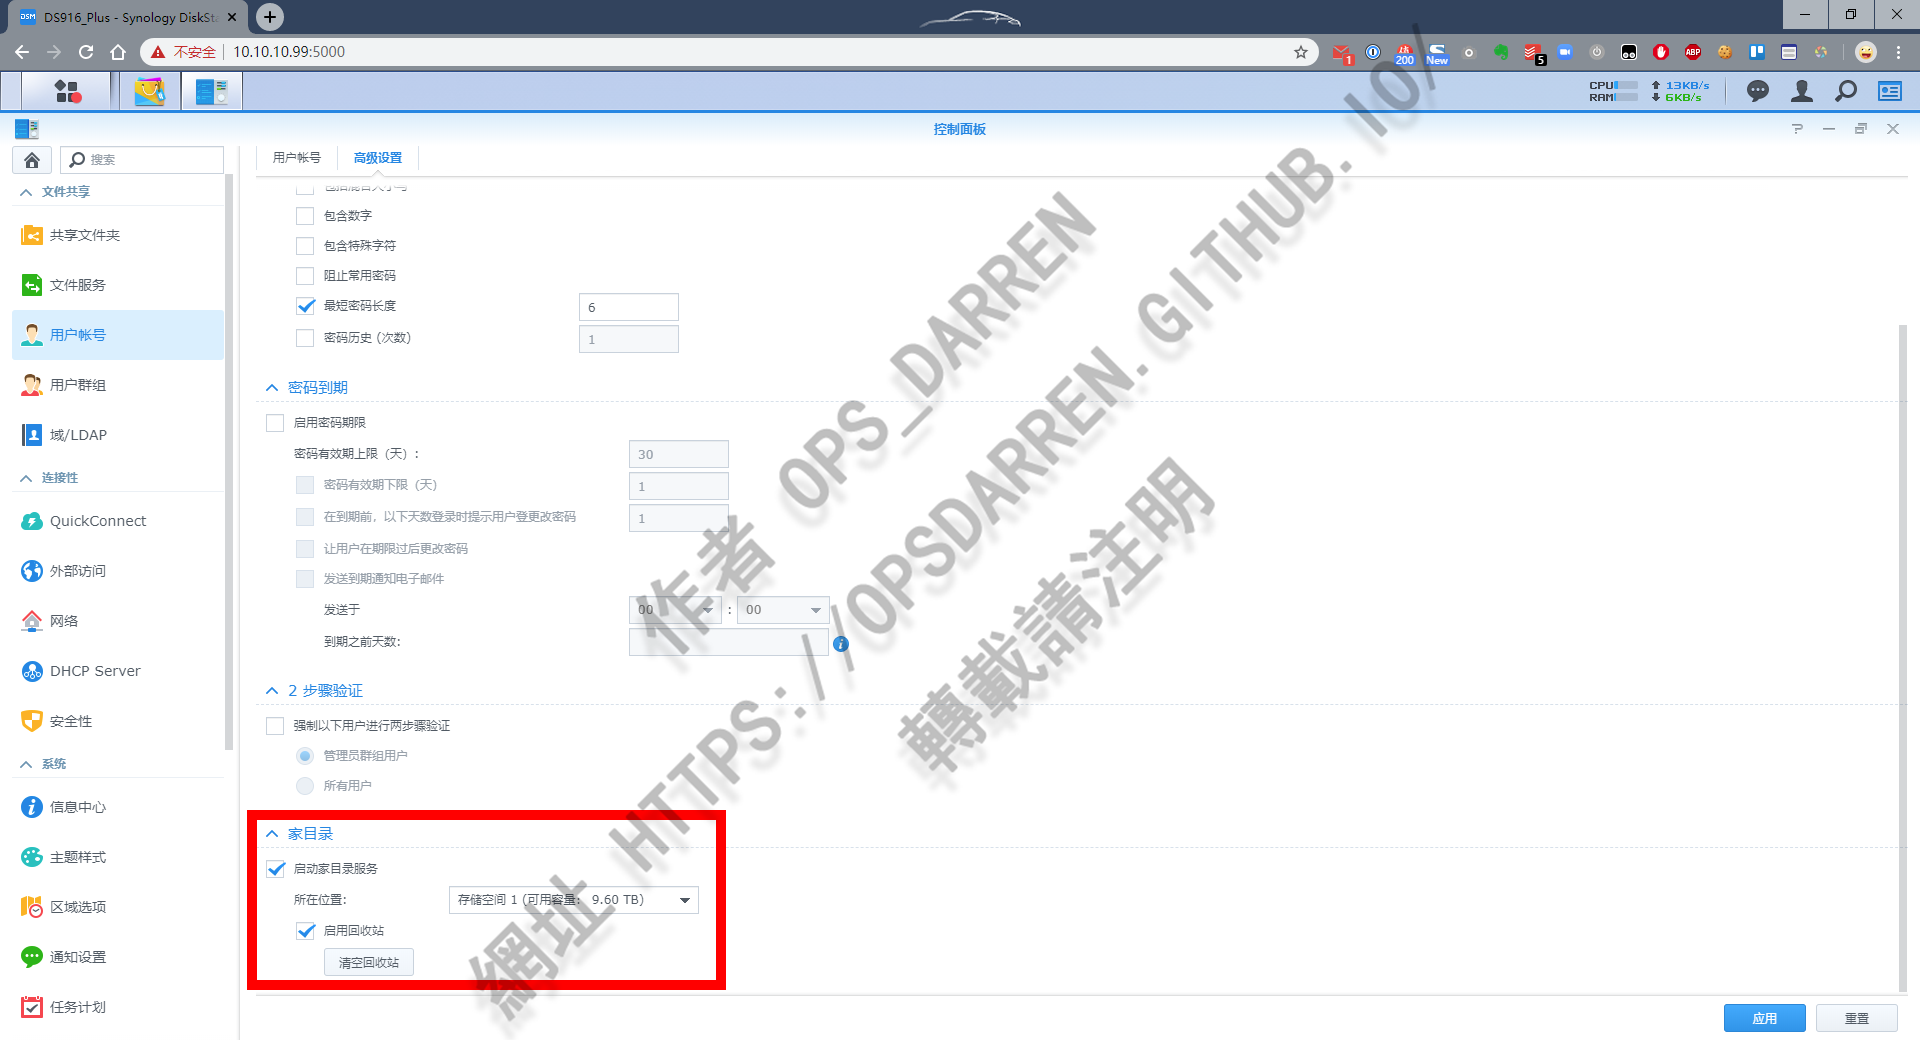 DSM DS916_Plus - Synology DiskSt
不安全 10.10.10.99:5000
1
200
New
5
ABP
CPU 13KB/s
RAM 6KB/s
控制面板
搜索
用户帐号 高级设置
文件共享
共享文件夹
文件服务
用户帐号
用户群组
域/LDAP
连接性
QuickConnect
外部访问
网络
DHCP Server
安全性
系统
信息中心
主题样式
区域选项
通知设置
任务计划
包含数字
包含特殊字符
阻止常用密码
最短密码长度 6
密码历史 (次数) 1
密码到期
启用密码期限
密码有效期上限（天）: 30
密码有效期下限（天） 1
在到期前，以下天数登录时提示用户登更改密码 1
让用户在期限过后更改密码
发送到期通知电子邮件
发送于 00 : 00
到期之前天数:
2 步骤验证
强制以下用户进行两步骤验证
管理员群组用户
所有用户
家目录
启动家目录服务
所在位置: 存储空间 1 (可用容量: 9.60 TB)
启用回收站
清空回收站
应用 重置
作者 OPS_DARREN
網址 HTTPS://OPSDARREN.GITHUB.IO/
轉載請注明